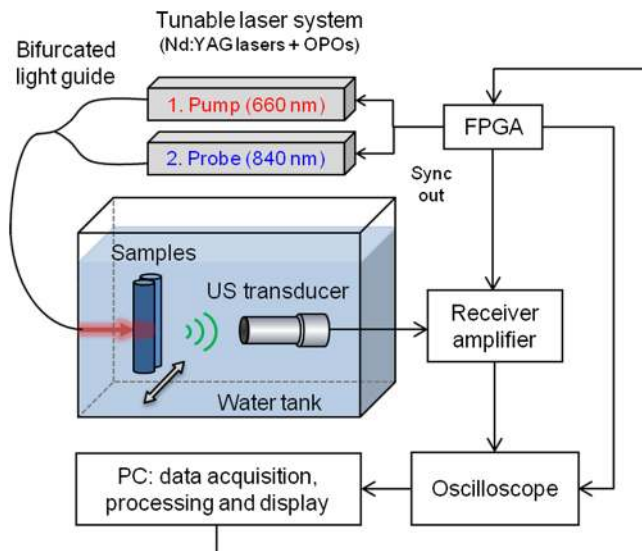 Tunable laser system
(Nd:YAG lasers + OPOs)
Bifurcated
light guide
1. Pump (660 nm)
2. Probe (840 nm)
FPGA
Sync
out
Samples
US transducer
Water tank
Receiver
amplifier
PC: data acquisition,
processing and display
Oscilloscope